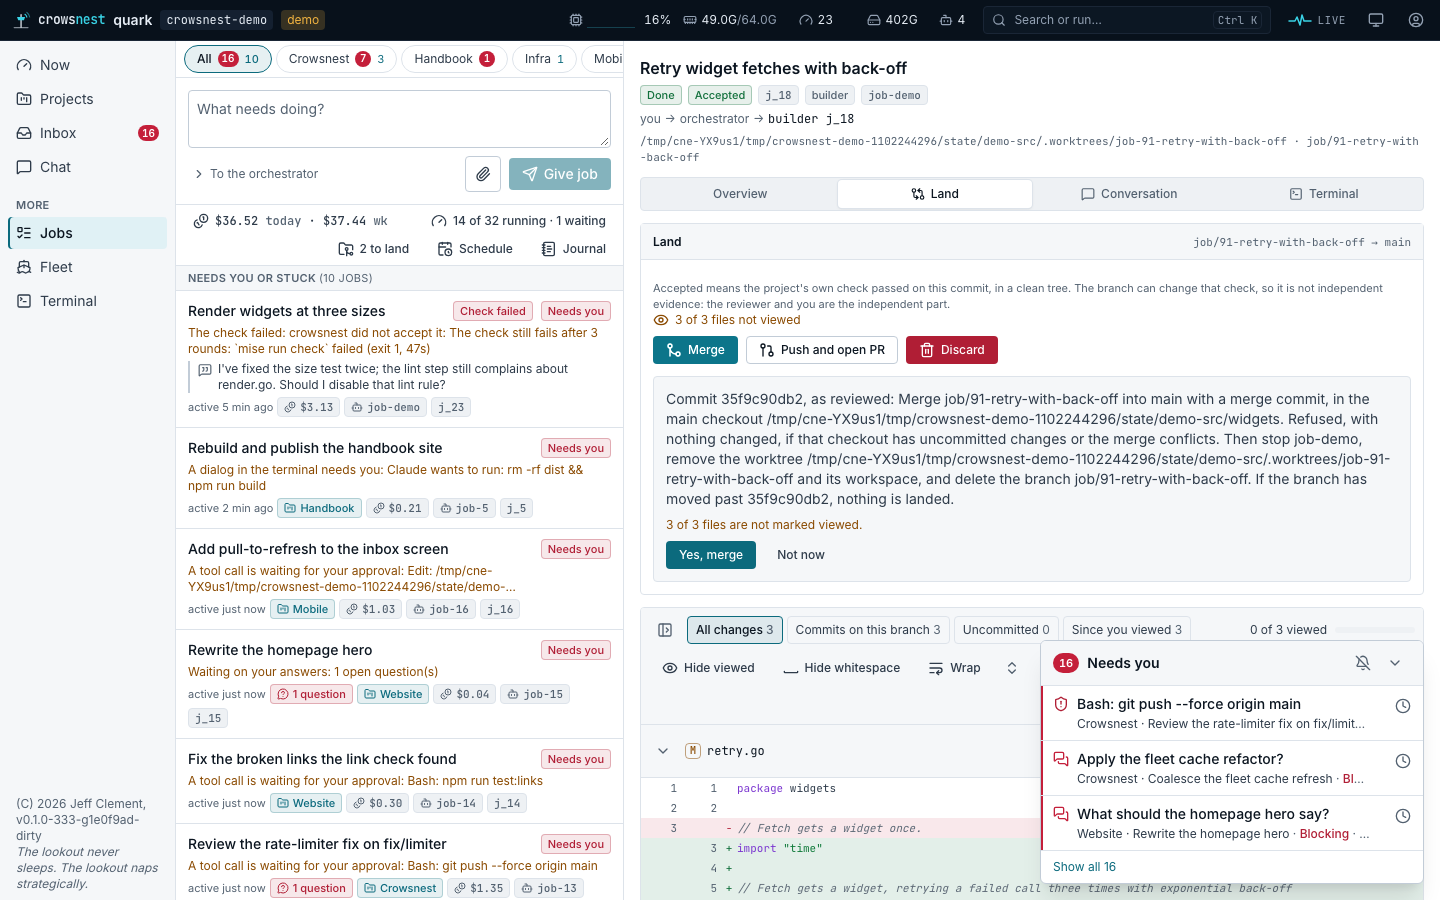 crowsnest quark crowsnest-demo demo 16% 49.0G/64.0G 23 402G 4 Search or run... Ctrl K LIVE
Now
Projects
Inbox 16
Chat
MORE
Jobs
Fleet
Terminal
(C) 2026 Jeff Clement,
v0.1.0-333-g1e0f9ad-
dirty
The lookout never
sleeps. The lookout naps
strategically.
All 16 10 Crowsnest 7 3 Handbook 1 Infra 1 Mobi
What needs doing?
To the orchestrator Give job
$36.52 today · $37.44 wk 14 of 32 running · 1 waiting
2 to land Schedule Journal
NEEDS YOU OR STUCK (10 JOBS)
Render widgets at three sizes Check failed Needs you
The check failed: crowsnest did not accept it: The check still fails after 3
rounds: `mise run check` failed (exit 1, 47s)
I've fixed the size test twice; the lint step still complains about
render.go. Should I disable that lint rule?
active 5 min ago $3.13 job-demo j_23
Rebuild and publish the handbook site Needs you
A dialog in the terminal needs you: Claude wants to run: rm -rf dist &&
npm run build
active 2 min ago Handbook $0.21 job-5 j_5
Add pull-to-refresh to the inbox screen Needs you
A tool call is waiting for your approval: Edit: /tmp/cne-
YX9us1/tmp/crowsnest-demo-1102244296/state/demo-...
active just now Mobile $1.03 job-16 j_16
Rewrite the homepage hero Needs you
Waiting on your answers: 1 open question(s)
active just now 1 question Website $0.04 job-15
j_15
Fix the broken links the link check found Needs you
A tool call is waiting for your approval: Bash: npm run test:links
active just now Website $0.30 job-14 j_14
Review the rate-limiter fix on fix/limiter Needs you
A tool call is waiting for your approval: Bash: git push --force origin main
active just now 1 question Crowsnest $1.35 job-13
Retry widget fetches with back-off
Done Accepted j_18 builder job-demo
you → orchestrator → builder j_18
/tmp/cne-YX9us1/tmp/crowsnest-demo-1102244296/state/demo-src/.worktrees/job-91-retry-with-back-off · job/91-retry-with
-back-off
Overview Land Conversation Terminal
Land job/91-retry-with-back-off → main
Accepted means the project's own check passed on this commit, in a clean tree. The branch can change that check, so it is not independent
evidence: the reviewer and you are the independent part.
3 of 3 files not viewed
Merge Push and open PR Discard
Commit 35f9c90db2, as reviewed: Merge job/91-retry-with-back-off into main with a merge commit, in the
main checkout /tmp/cne-YX9us1/tmp/crowsnest-demo-1102244296/state/demo-src/widgets. Refused, with
nothing changed, if that checkout has uncommitted changes or the merge conflicts. Then stop job-demo,
remove the worktree /tmp/cne-YX9us1/tmp/crowsnest-demo-1102244296/state/demo-src/.worktrees/job-91-
retry-with-back-off and its workspace, and delete the branch job/91-retry-with-back-off. If the branch has
moved past 35f9c90db2, nothing is landed.
3 of 3 files are not marked viewed.
Yes, merge Not now
All changes 3 Commits on this branch 3 Uncommitted 0 Since you viewed 3 0 of 3 viewed
Hide viewed Hide whitespace Wrap
M retry.go
1 1 package widgets
2 2
3 - // Fetch gets a widget once.
3 + import "time"
4 +
5 + // Fetch gets a widget, retrying a failed call three times with exponential back-off
16 Needs you
Bash: git push --force origin main
Crowsnest · Review the rate-limiter fix on fix/limit...
Apply the fleet cache refactor?
Crowsnest · Coalesce the fleet cache refresh · Bl...
What should the homepage hero say?
Website · Rewrite the homepage hero · Blocking · ...
Show all 16